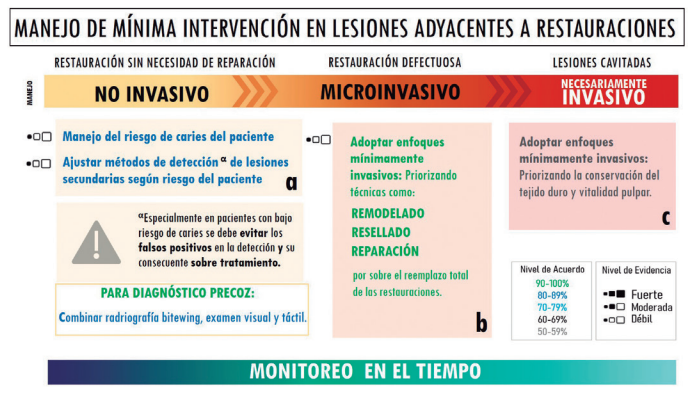 MANEJO DE MÍNIMA INTERVENCIÓN EN LESIONES ADYACENTES A RESTAURACIONES
RESTAURACIÓN SIN NECESIDAD DE REPARACIÓN
RESTAURACIÓN DEFECTUOSA
LESIONES CAVITADAS
MANEJO
NO INVASIVO
MICROINVASIVO
NECESARIAMENTE
INVASIVO
Manejo del riesgo de caries del paciente
Ajustar métodos de detección α de lesiones
secundarias según riesgo del paciente
a
αEspecialmente en pacientes con bajo
riesgo de caries se debe evitar los
falsos positivos en la detección y su
consecuente sobre tratamiento.
PARA DIAGNÓSTICO PRECOZ:
Combinar radriografía bitewing, examen visual y táctil.
Adoptar enfoques
mínimamente
invasivos: Priorizando
técnicas como:
REMODELADO
RESELLADO
REPARACIÓN
por sobre el reemplazo total
de las restauraciones.
b
Adoptar enfoques
mínimamente invasivos:
Priorizando la conservación del
tejido duro y vitalidad pulpar.
c
Nivel de Acuerdo
90-100%
80-89%
70-79%
60-69%
50-59%
Nivel de Evidencia
Fuerte
Moderada
Débil
MONITOREO EN EL TIEMPO